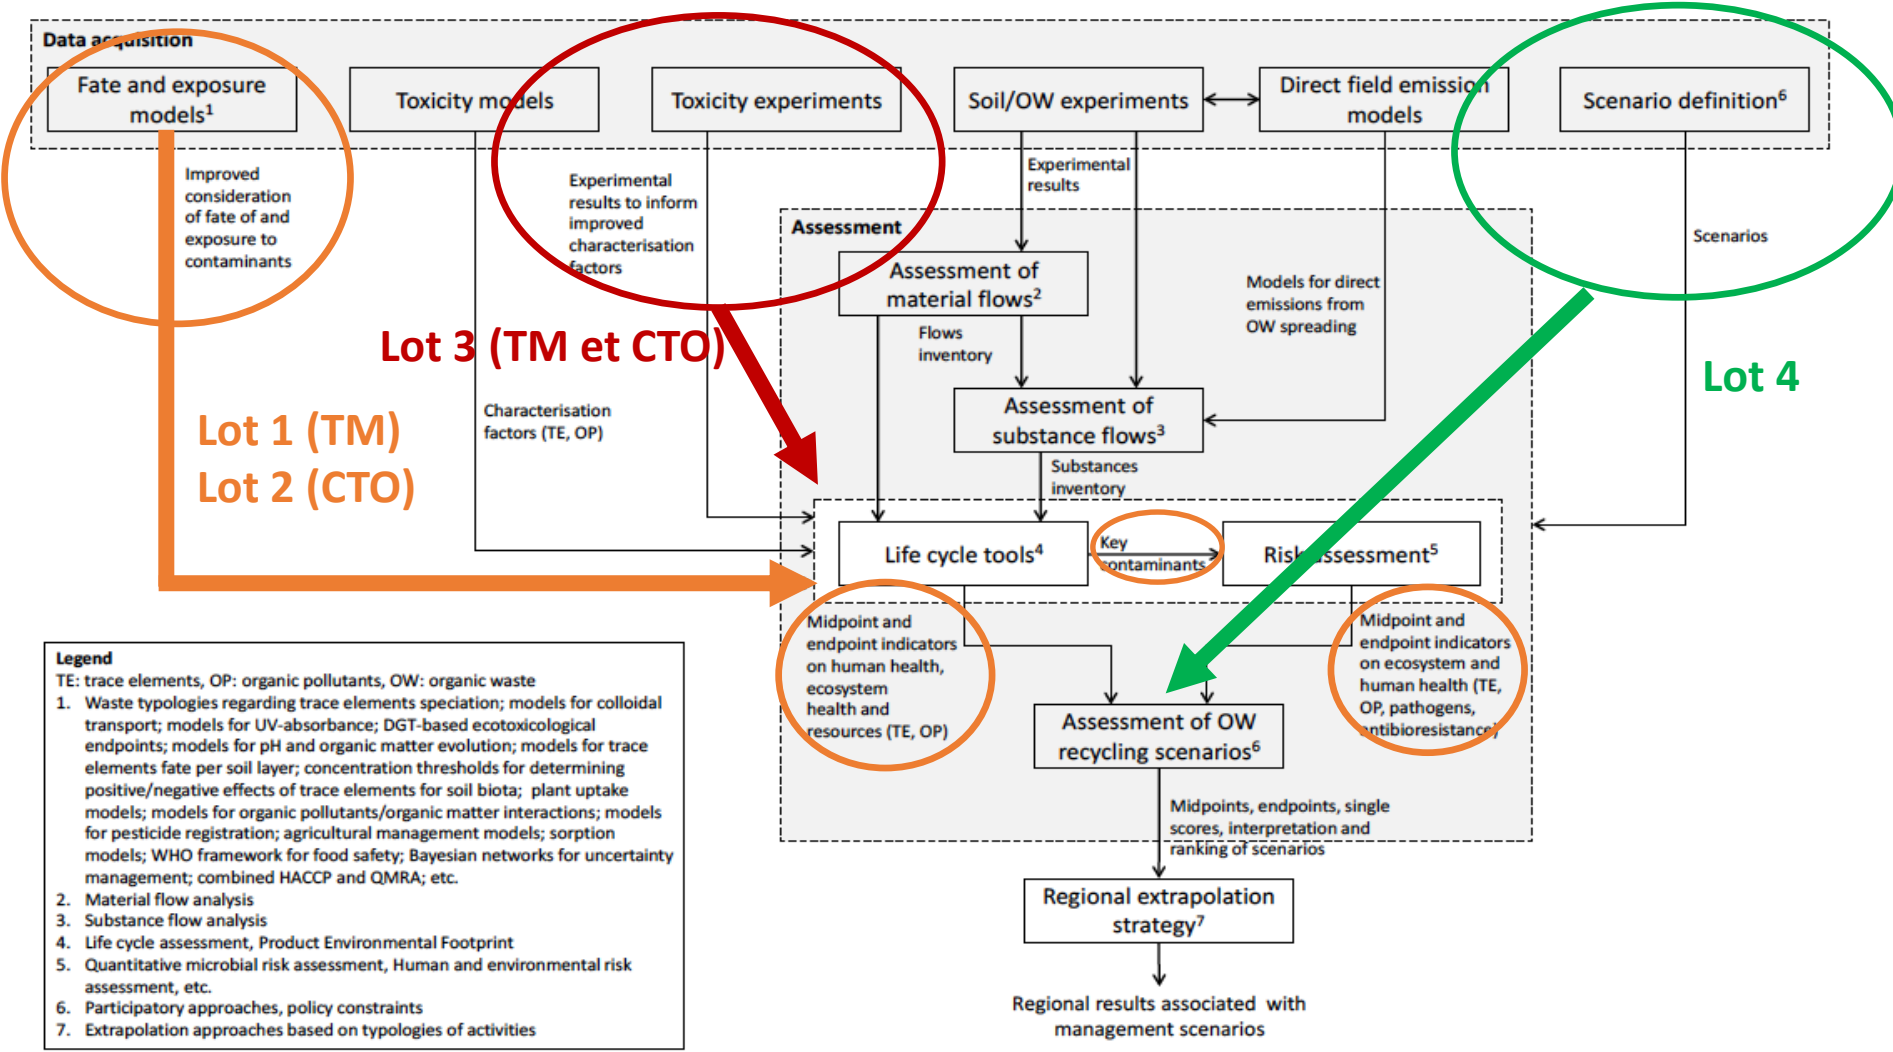 Data acquisition
Fate and exposure
models1
Toxicity models
Toxicity experiments
Soil/OW experiments
Direct field emission
models
Scenario definition6
Improved
consideration
of fate of and
exposure to
contaminants
Experimental
results to inform
improved
characterisation
factors
Experimental
results
Scenarios
Assessment
Assessment of
material flows2
Models for direct
emissions from
OW spreading
Flows
inventory
Lot 3 (TM et CTO)
Lot 4
Lot 1 (TM)
Lot 2 (CTO)
Characterisation
factors (TE, OP)
Assessment of
substance flows3
Substances
inventory
Life cycle tools4
Key
contaminants
Risk assessment5
Midpoint and
endpoint indicators
on human health,
ecosystem
health and
resources (TE, OP)
Midpoint and
endpoint indicators
on ecosystem and
human health (TE,
OP, pathogens,
antibioresistance)
Assessment of OW
recycling scenarios6
Midpoints, endpoints, single
scores, interpretation and
ranking of scenarios
Regional extrapolation
strategy7
Regional results associated with
management scenarios
Legend
TE: trace elements, OP: organic pollutants, OW: organic waste
1. Waste typologies regarding trace elements speciation; models for colloidal
transport; models for UV-absorbance; DGT-based ecotoxicological
endpoints; models for pH and organic matter evolution; models for trace
elements fate per soil layer; concentration thresholds for determining
positive/negative effects of trace elements for soil biota; plant uptake
models; models for organic pollutants/organic matter interactions; models
for pesticide registration; agricultural management models; sorption
models; WHO framework for food safety; Bayesian networks for uncertainty
management; combined HACCP and QMRA; etc.
2. Material flow analysis
3. Substance flow analysis
4. Life cycle assessment, Product Environmental Footprint
5. Quantitative microbial risk assessment, Human and environmental risk
assessment, etc.
6. Participatory approaches, policy constraints
7. Extrapolation approaches based on typologies of activities